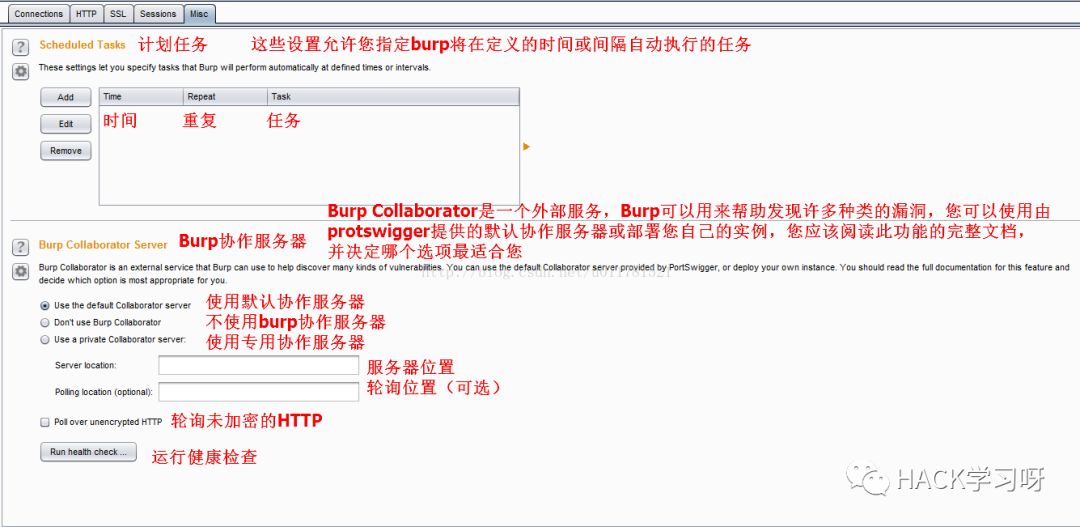 Connections HTTP SSL Sessions Misc
Scheduled Tasks 计划任务 这些设置允许您指定burp将在定义的时间或间隔自动执行的任务
These settings let you specify tasks that Burp will perform automatically at defined times or intervals.
Add Time Repeat Task
Edit 时间 重复 任务
Remove
Burp Collaborator是一个外部服务，Burp可以用来帮助发现许多种类的漏洞，您可以使用由
protswigger提供的默认协作服务器或部署您自己的实例，您应该阅读此功能的完整文档，
并决定哪个选项最适合您
Burp Collaborator Server Burp协作服务器
Burp Collaborator is an external service that Burp can use to help discover many kinds of vulnerabilities. You can use the default Collaborator server provided by PortSwigger, or deploy your own instance. You should read the full documentation for this feature and
decide which option is most appropriate for you.
Use the default Collaborator server 使用默认协作服务器
Don't use Burp Collaborator 不使用burp协作服务器
Use a private Collaborator server: 使用专用协作服务器
Server location: 服务器位置
Polling location (optional): 轮询位置（可选）
Poll over unencrypted HTTP 轮询未加密的HTTP
Run health check ... 运行健康检查
HACK学习呀